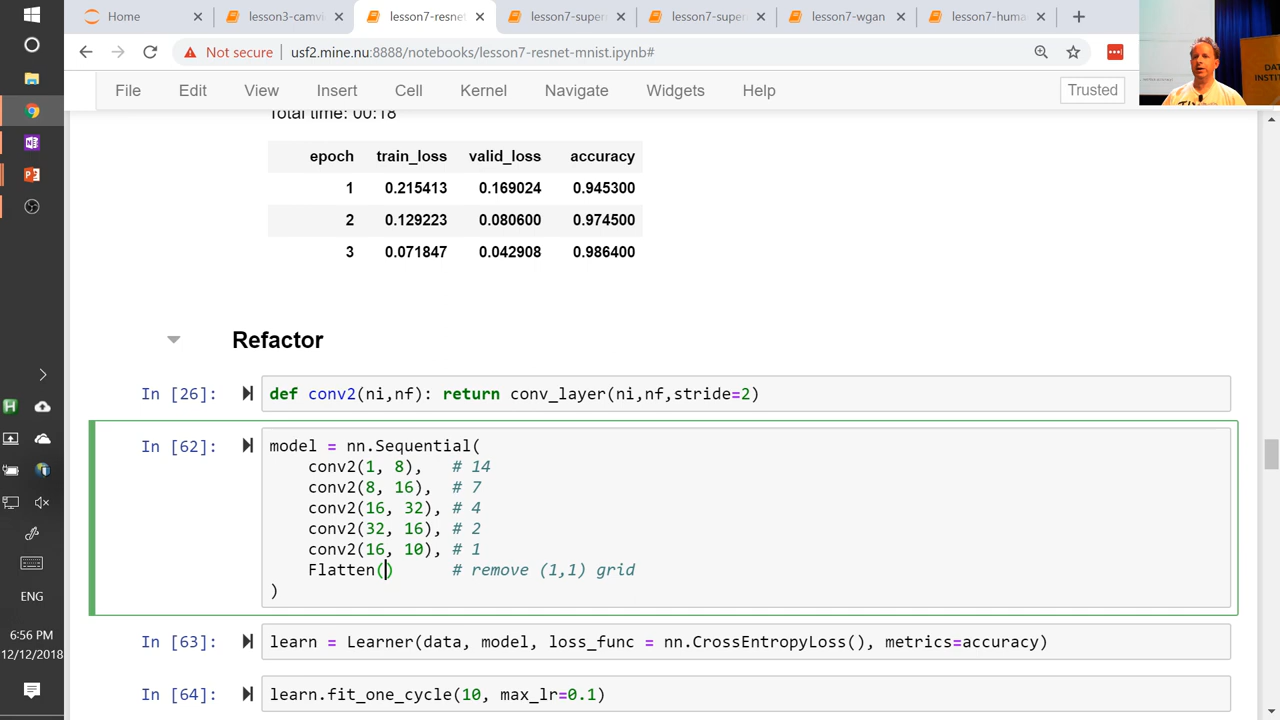 Home
lesson3-camvi
lesson7-resne
lesson7-super
lesson7-super
lesson7-wgan
lesson7-huma
Not secure | usf2.mine.nu:8888/notebooks/lesson7-resnet-mnist.ipynb#
File Edit View Insert Cell Kernel Navigate Widgets Help Trusted
DATA
INSTIT
Total time: 00:18
epoch train_loss valid_loss accuracy
1 0.215413 0.169024 0.945300
2 0.129223 0.080600 0.974500
3 0.071847 0.042908 0.986400
Refactor
In [26]: def conv2(ni,nf): return conv_layer(ni,nf,stride=2)
In [62]: model = nn.Sequential(
conv2(1, 8), # 14
conv2(8, 16), # 7
conv2(16, 32), # 4
conv2(32, 16), # 2
conv2(16, 10), # 1
Flatten() # remove (1,1) grid
)
In [63]: learn = Learner(data, model, loss_func = nn.CrossEntropyLoss(), metrics=accuracy)
In [64]: learn.fit_one_cycle(10, max_lr=0.1)
ENG
6:56 PM
12/12/2018